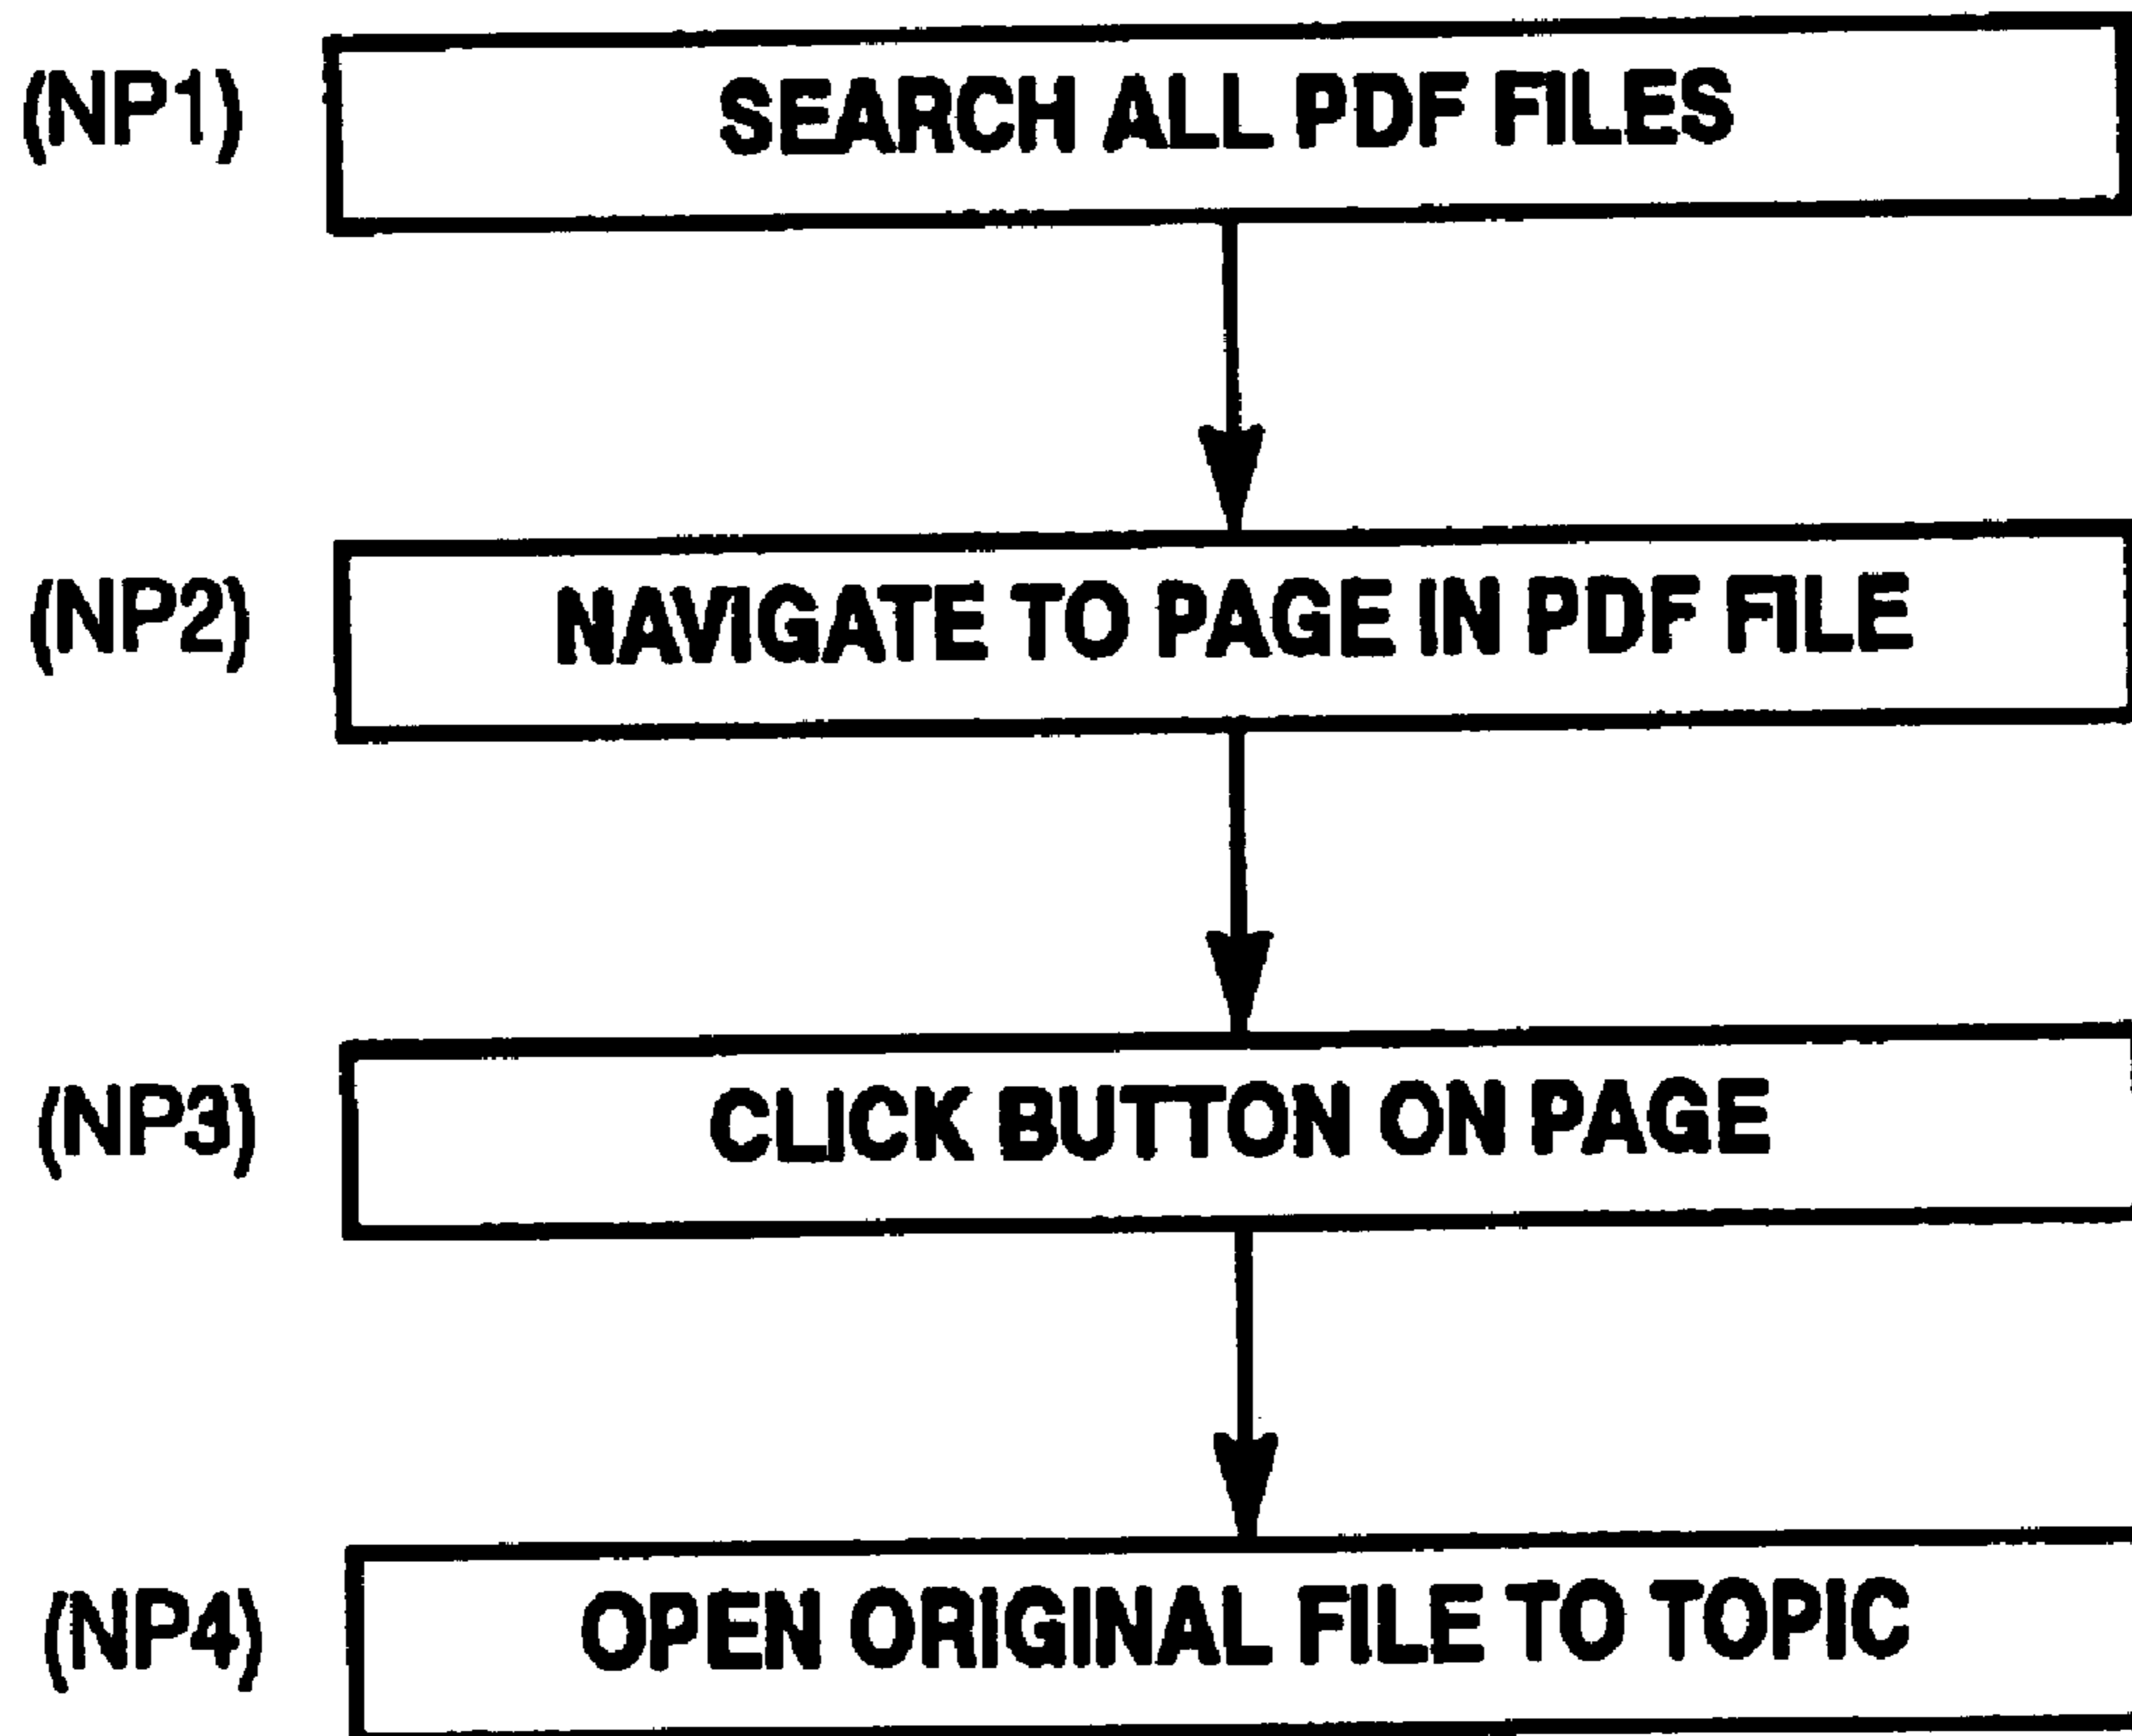 (NP1) SEARCH ALL PDF FILES
(NP2) NAVIGATE TO PAGE IN PDF FILE
(NP3) CLICK BUTTON ON PAGE
(NP4) OPEN ORIGINAL FILE TO TOPIC